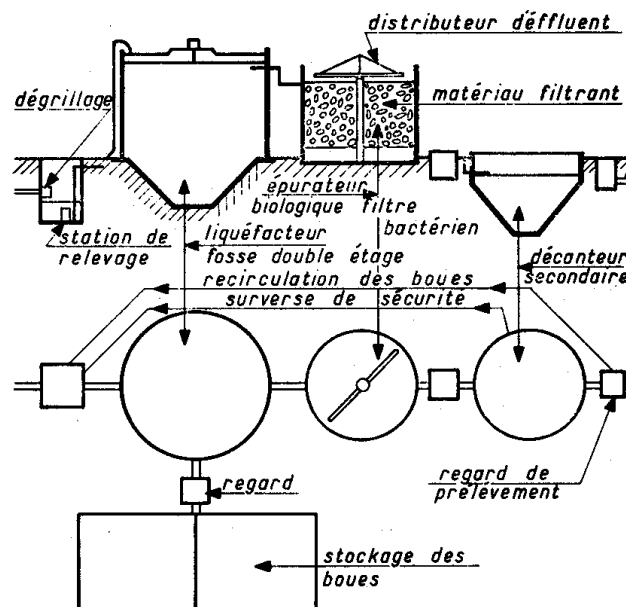 distributeur d'éffluent
dégrillage
matériau filtrant
épurateur
biologique filtre
bactérien
station de
relevage
liquéfacteur
fosse double étage
décanteur
secondaire
recirculation des boues
surverse de sécurité
regard
regard de
prélèvement
stockage des
boues